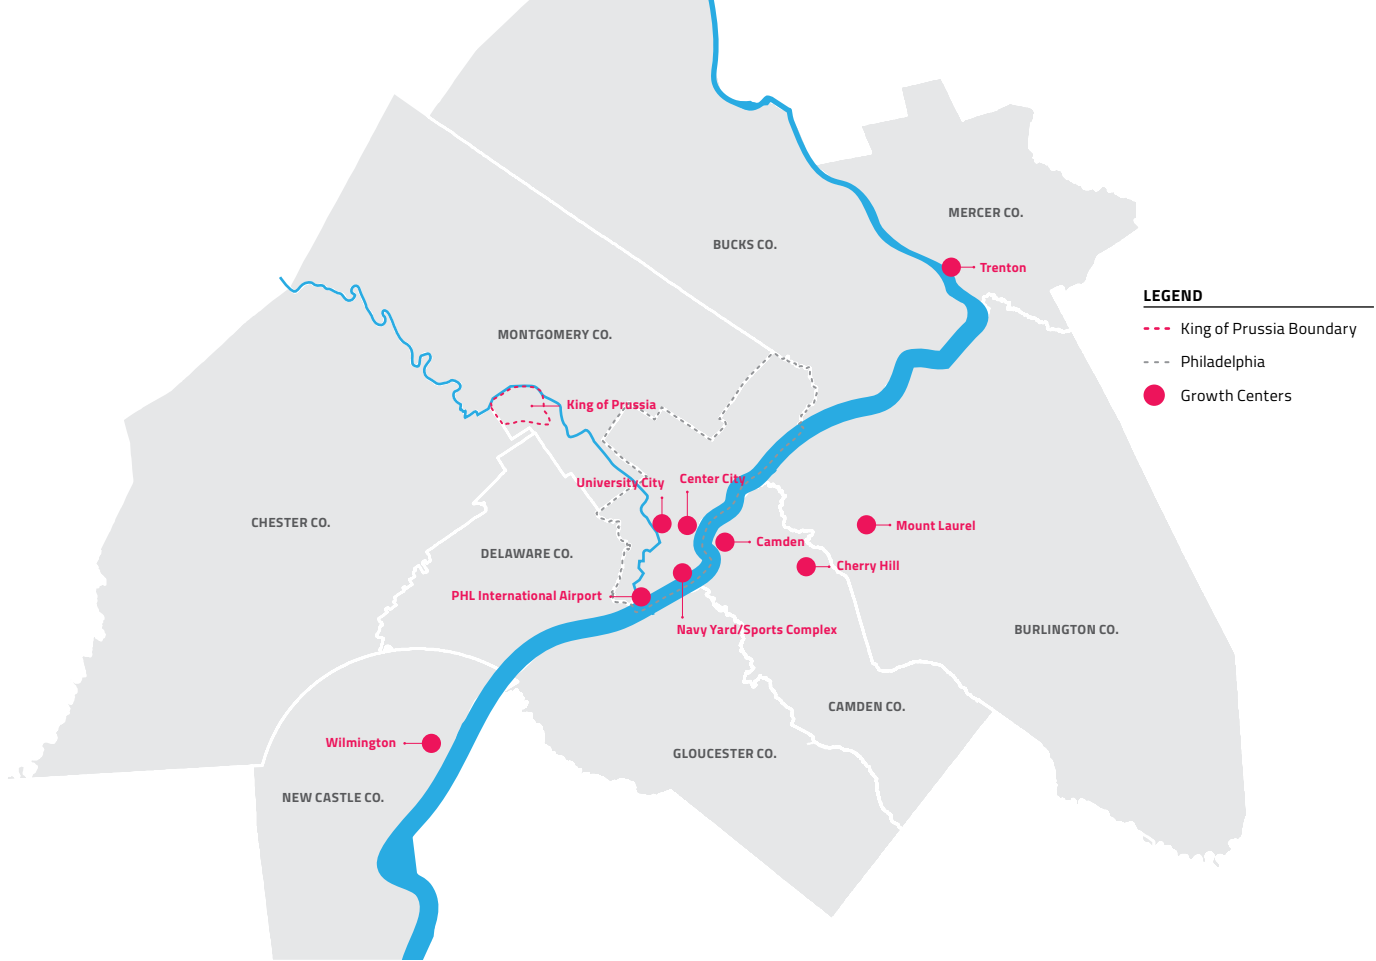 MERCER CO.
BUCKS CO.
Trenton
LEGEND
King of Prussia Boundary
Philadelphia
Growth Centers
MONTGOMERY CO.
King of Prussia
University City
Center City
CHESTER CO.
Mount Laurel
DELAWARE CO.
Camden
Cherry Hill
PHL International Airport
Navy Yard/Sports Complex
BURLINGTON CO.
CAMDEN CO.
Wilmington
GLOUCESTER CO.
NEW CASTLE CO.